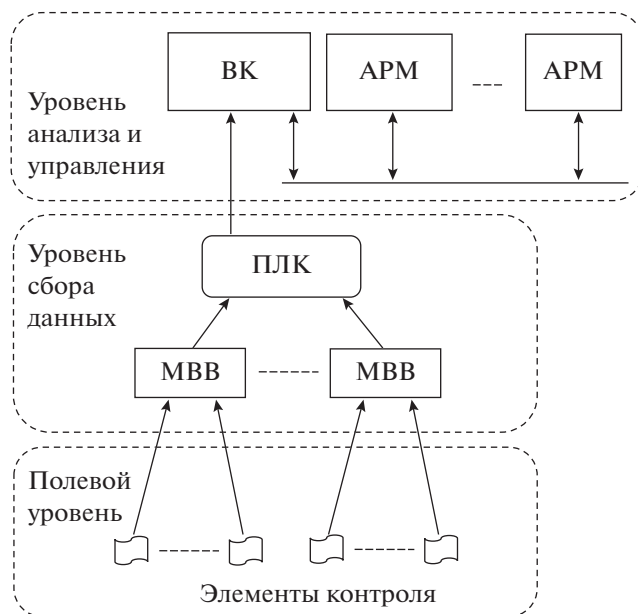 ВК
АРМ
АРМ
Уровень
анализа и
управления
Уровень
сбора
данных
ПЛК
МВВ
МВВ
Полевой
уровень
Элементы контроля